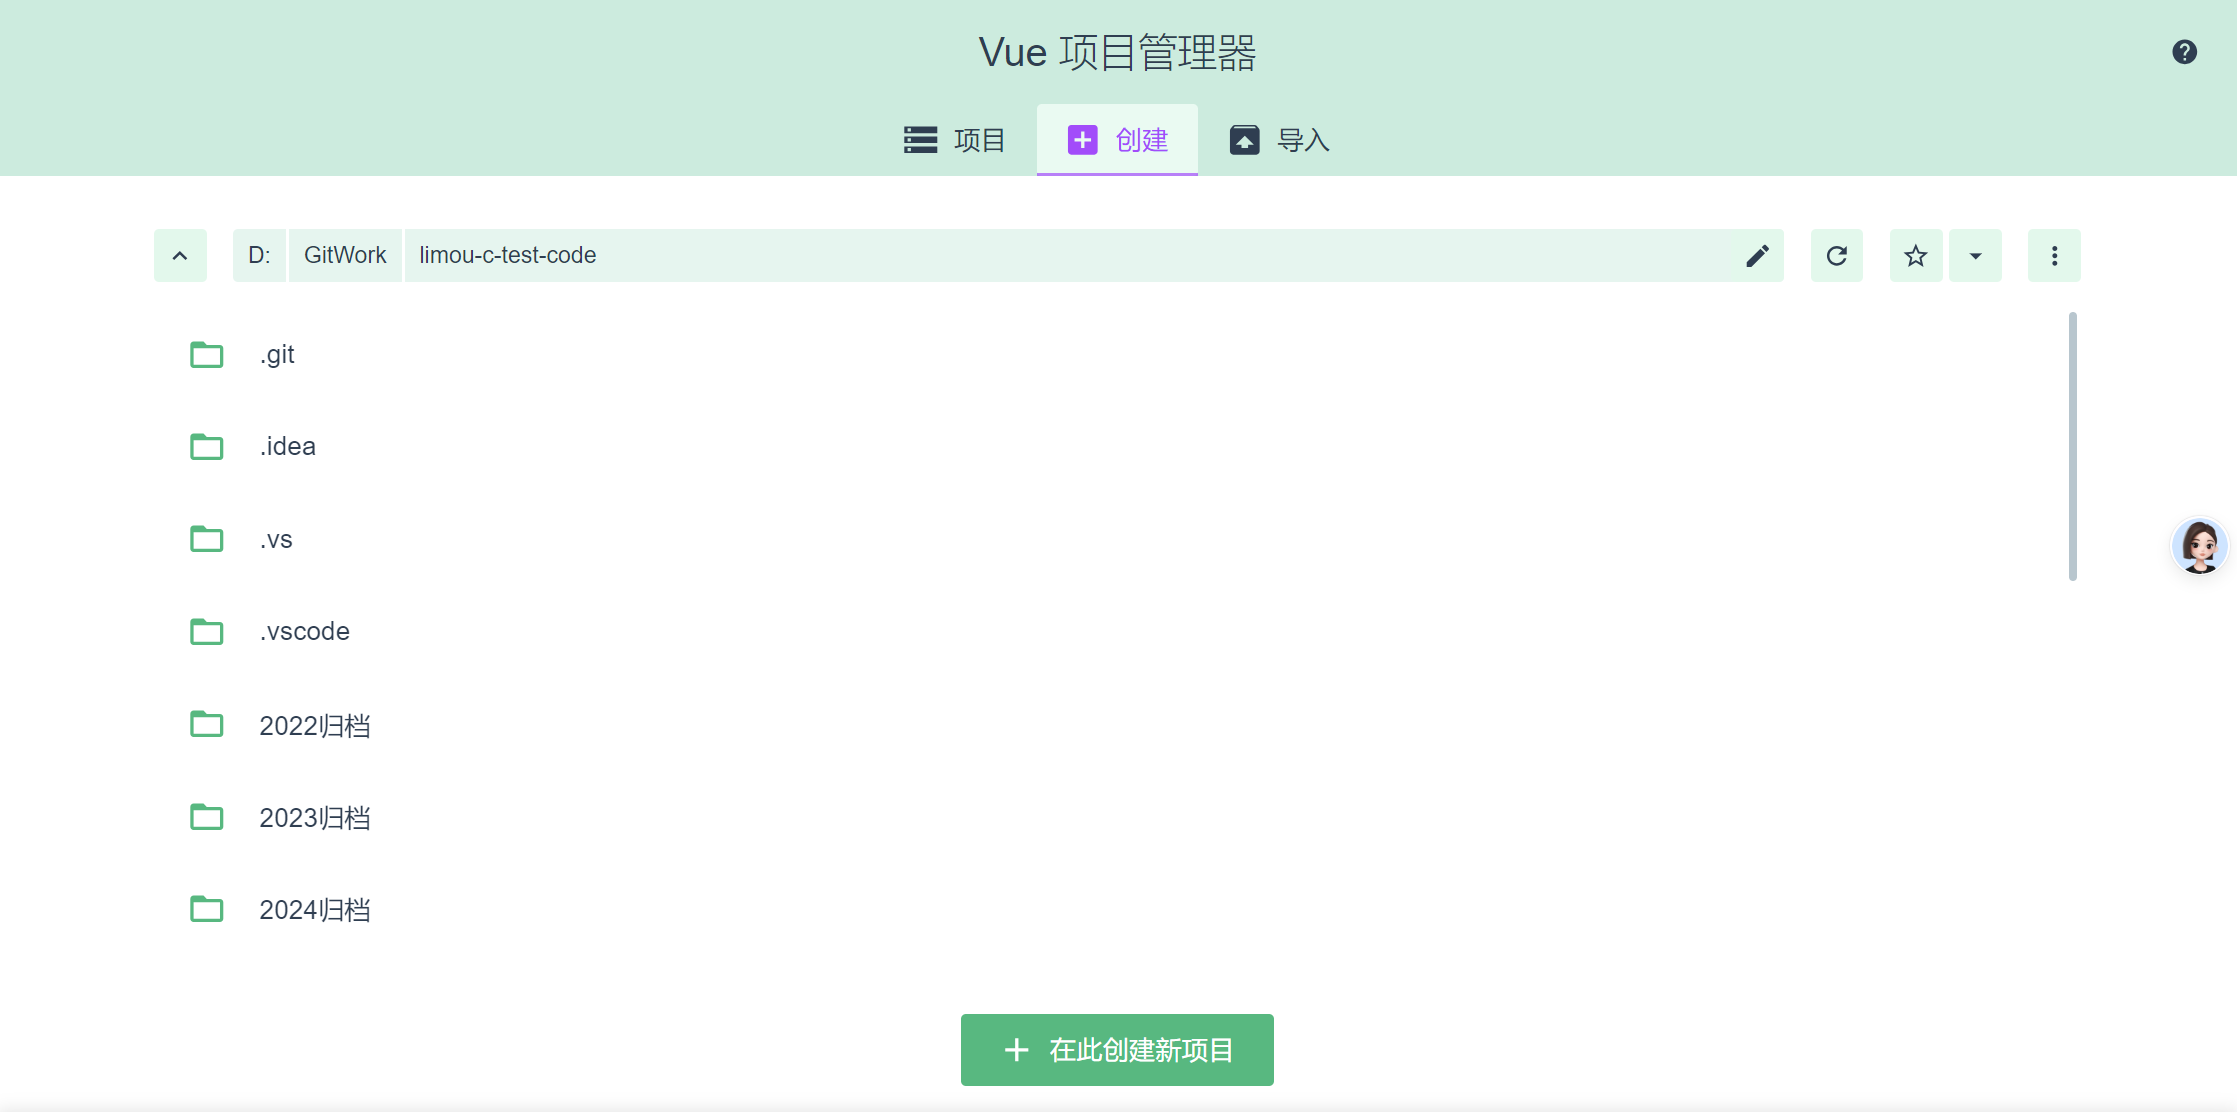 Vue 项目管理器
项目 创建 导入
D: GitWork limou-c-test-code
.git
.idea
.vs
.vscode
2022归档
2023归档
2024归档
在此创建新项目